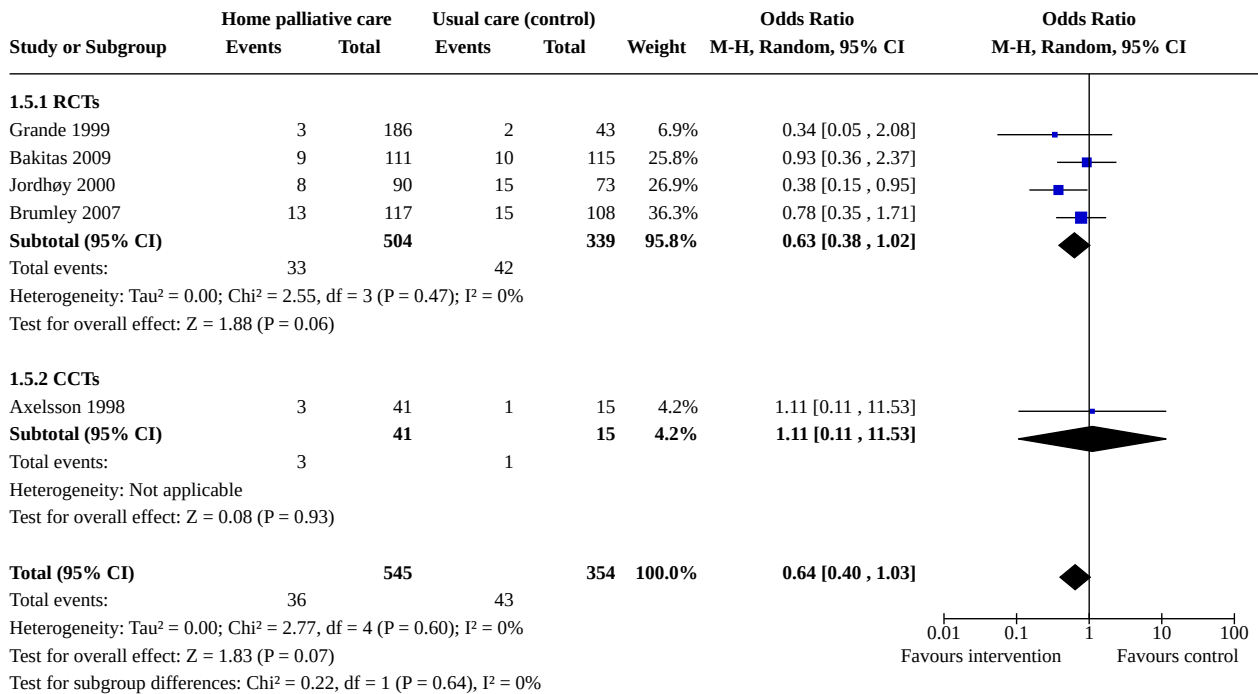 Home palliative care Usual care (control) Odds Ratio Odds Ratio
Study or Subgroup Events Total Events Total Weight M-H, Random, 95% CI M-H, Random, 95% CI
1.5.1 RCTs
Grande 1999 3 186 2 43 6.9% 0.34 [0.05 , 2.08]
Bakitas 2009 9 111 10 115 25.8% 0.93 [0.36 , 2.37]
Jordhøy 2000 8 90 15 73 26.9% 0.38 [0.15 , 0.95]
Brumley 2007 13 117 15 108 36.3% 0.78 [0.35 , 1.71]
Subtotal (95% CI) 504 339 95.8% 0.63 [0.38 , 1.02]
Total events: 33 42
Heterogeneity: Tau² = 0.00; Chi² = 2.55, df = 3 (P = 0.47); I² = 0%
Test for overall effect: Z = 1.88 (P = 0.06)
1.5.2 CCTs
Axelsson 1998 3 41 1 15 4.2% 1.11 [0.11 , 11.53]
Subtotal (95% CI) 41 15 4.2% 1.11 [0.11 , 11.53]
Total events: 3 1
Heterogeneity: Not applicable
Test for overall effect: Z = 0.08 (P = 0.93)
Total (95% CI) 545 354 100.0% 0.64 [0.40 , 1.03]
Total events: 36 43
Heterogeneity: Tau² = 0.00; Chi² = 2.77, df = 4 (P = 0.60); I² = 0%
Test for overall effect: Z = 1.83 (P = 0.07)
Test for subgroup differences: Chi² = 0.22, df = 1 (P = 0.64), I² = 0%
0.01 0.1 1 10 100
Favours intervention Favours control